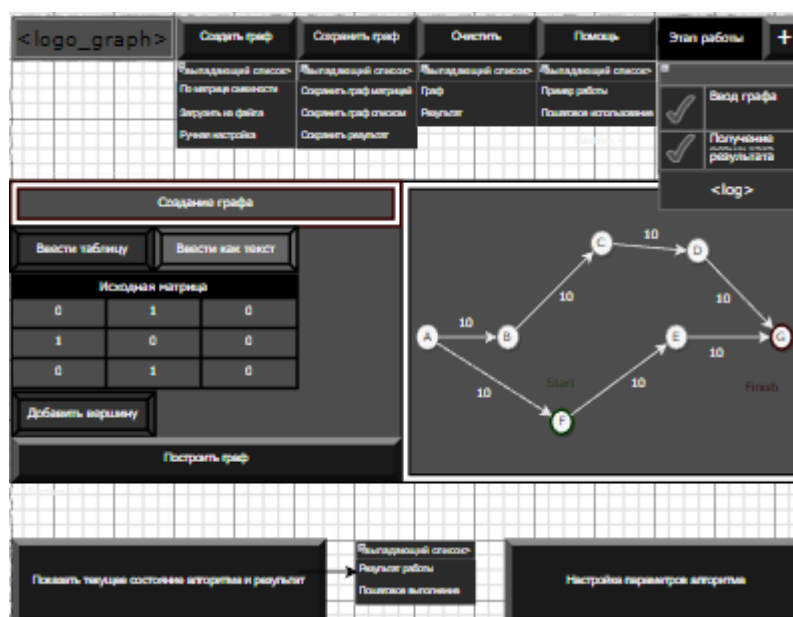 <logo_graph>
Создать граф
Сохранить граф
Очистить
Помощь
Этап работы
+
<выпадающий список>
По матрице смежности
Загрузить из файла
Ручная настройка
<выпадающий список>
Сохранить граф матрицей
Сохранить граф списком
Сохранить результат
<выпадающий список>
Граф
Результат
<выпадающий список>
Пример работы
Пошаговое использование
Ввод графа
Получение
результата
<log>
Создание графа
Ввести таблицу
Ввести как текст
Исходная матрица
0 1 0
1 0 0
0 1 0
Добавить вершину
Построить граф
C
10
D
10
10
A
10
B
E
10
G
10
Start
10
Finish
F
Показать текущее состояние алгоритма и результат
<выпадающий список>
Результат работы
Пошаговое выполнение
Настройка параметров алгоритма